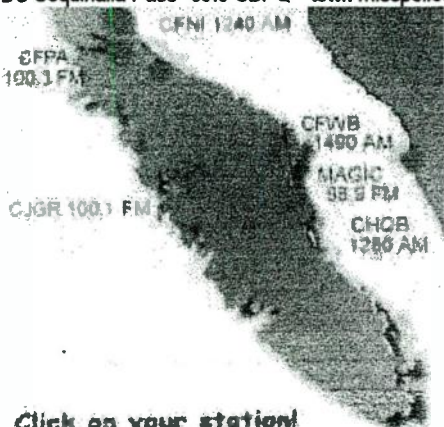 CFNI 1240 AM
CFPA
100.3 FM
CFWB
1490 AM
MAGIC
98.9 FM
CJGR 100.1 FM
CHQB
1280 AM
Click on your station!